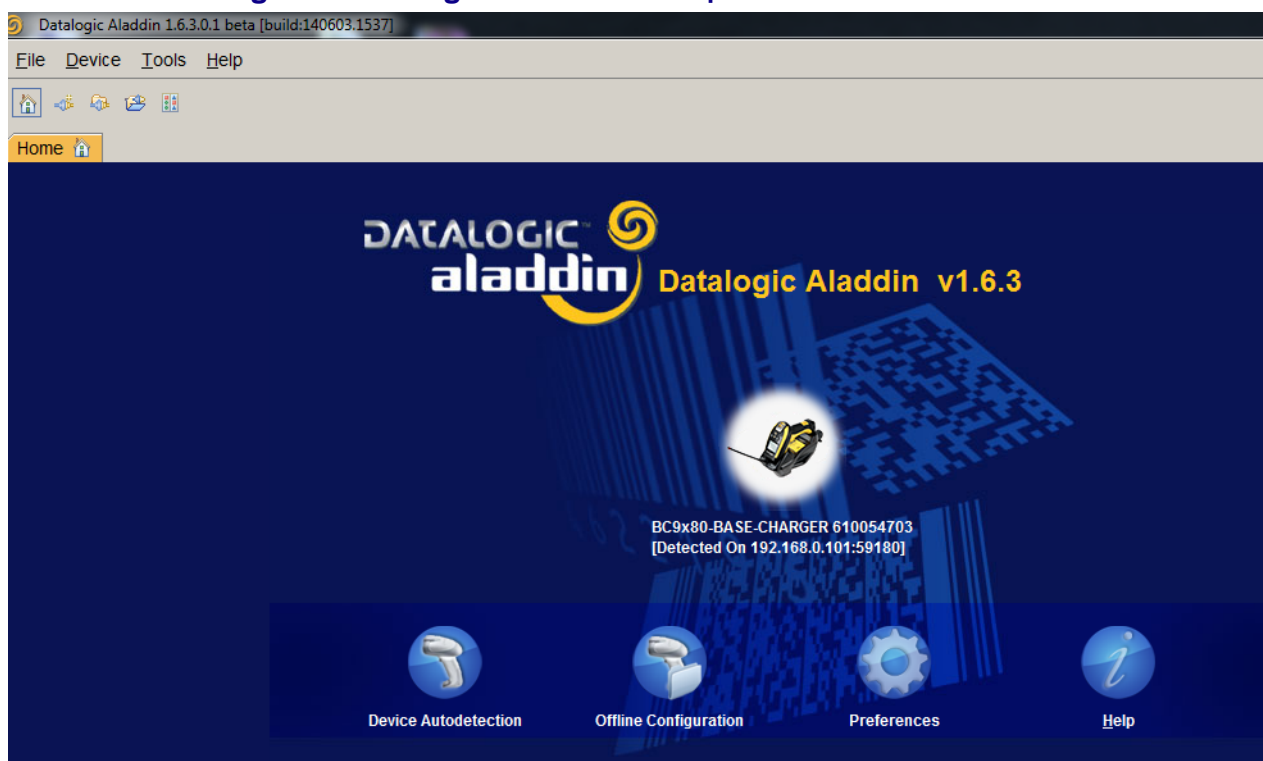 Datalogic Aladdin 1.6.3.0.1 beta [build:140603,1537]
File Device Tools Help
Home
DATALOGIC™
aladdin
Datalogic Aladdin v1.6.3
BC9x80-BASE-CHARGER 610054703
[Detected On 192.168.0.101:59180]
Device Autodetection Offline Configuration Preferences Help